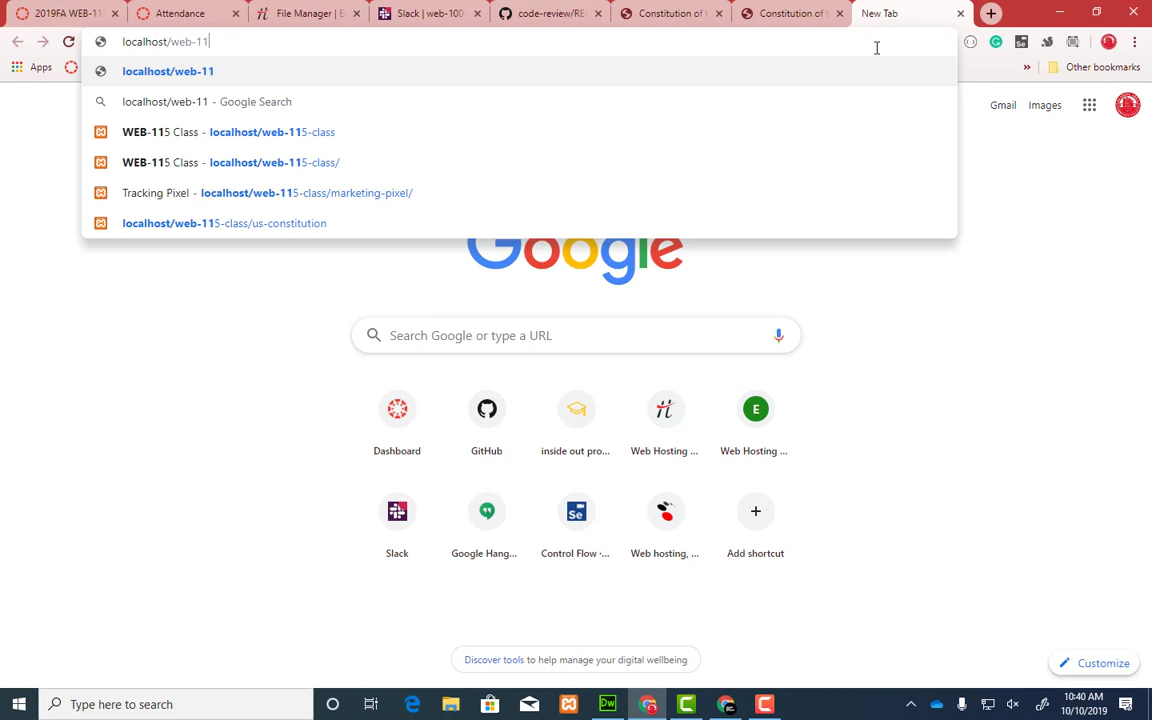 2019FA WEB-11
Attendance
File Manager | E
Slack | web-100
code-review/RE
Constitution of t
Constitution of t
New Tab
localhost/web-11
Apps
»
Other bookmarks
localhost/web-11
localhost/web-11 - Google Search
WEB-115 Class - localhost/web-115-class
WEB-115 Class - localhost/web-115-class/
Tracking Pixel - localhost/web-115-class/marketing-pixel/
localhost/web-115-class/us-constitution
Gmail Images
Google
Search Google or type a URL
E
Dashboard GitHub inside out pro... Web Hosting ... Web Hosting ...
Se
Slack Google Hang... Control Flow ·... Web hosting, ... Add shortcut
Discover tools to help manage your digital wellbeing
Customize
Type here to search
Dw
10:40 AM
10/10/2019